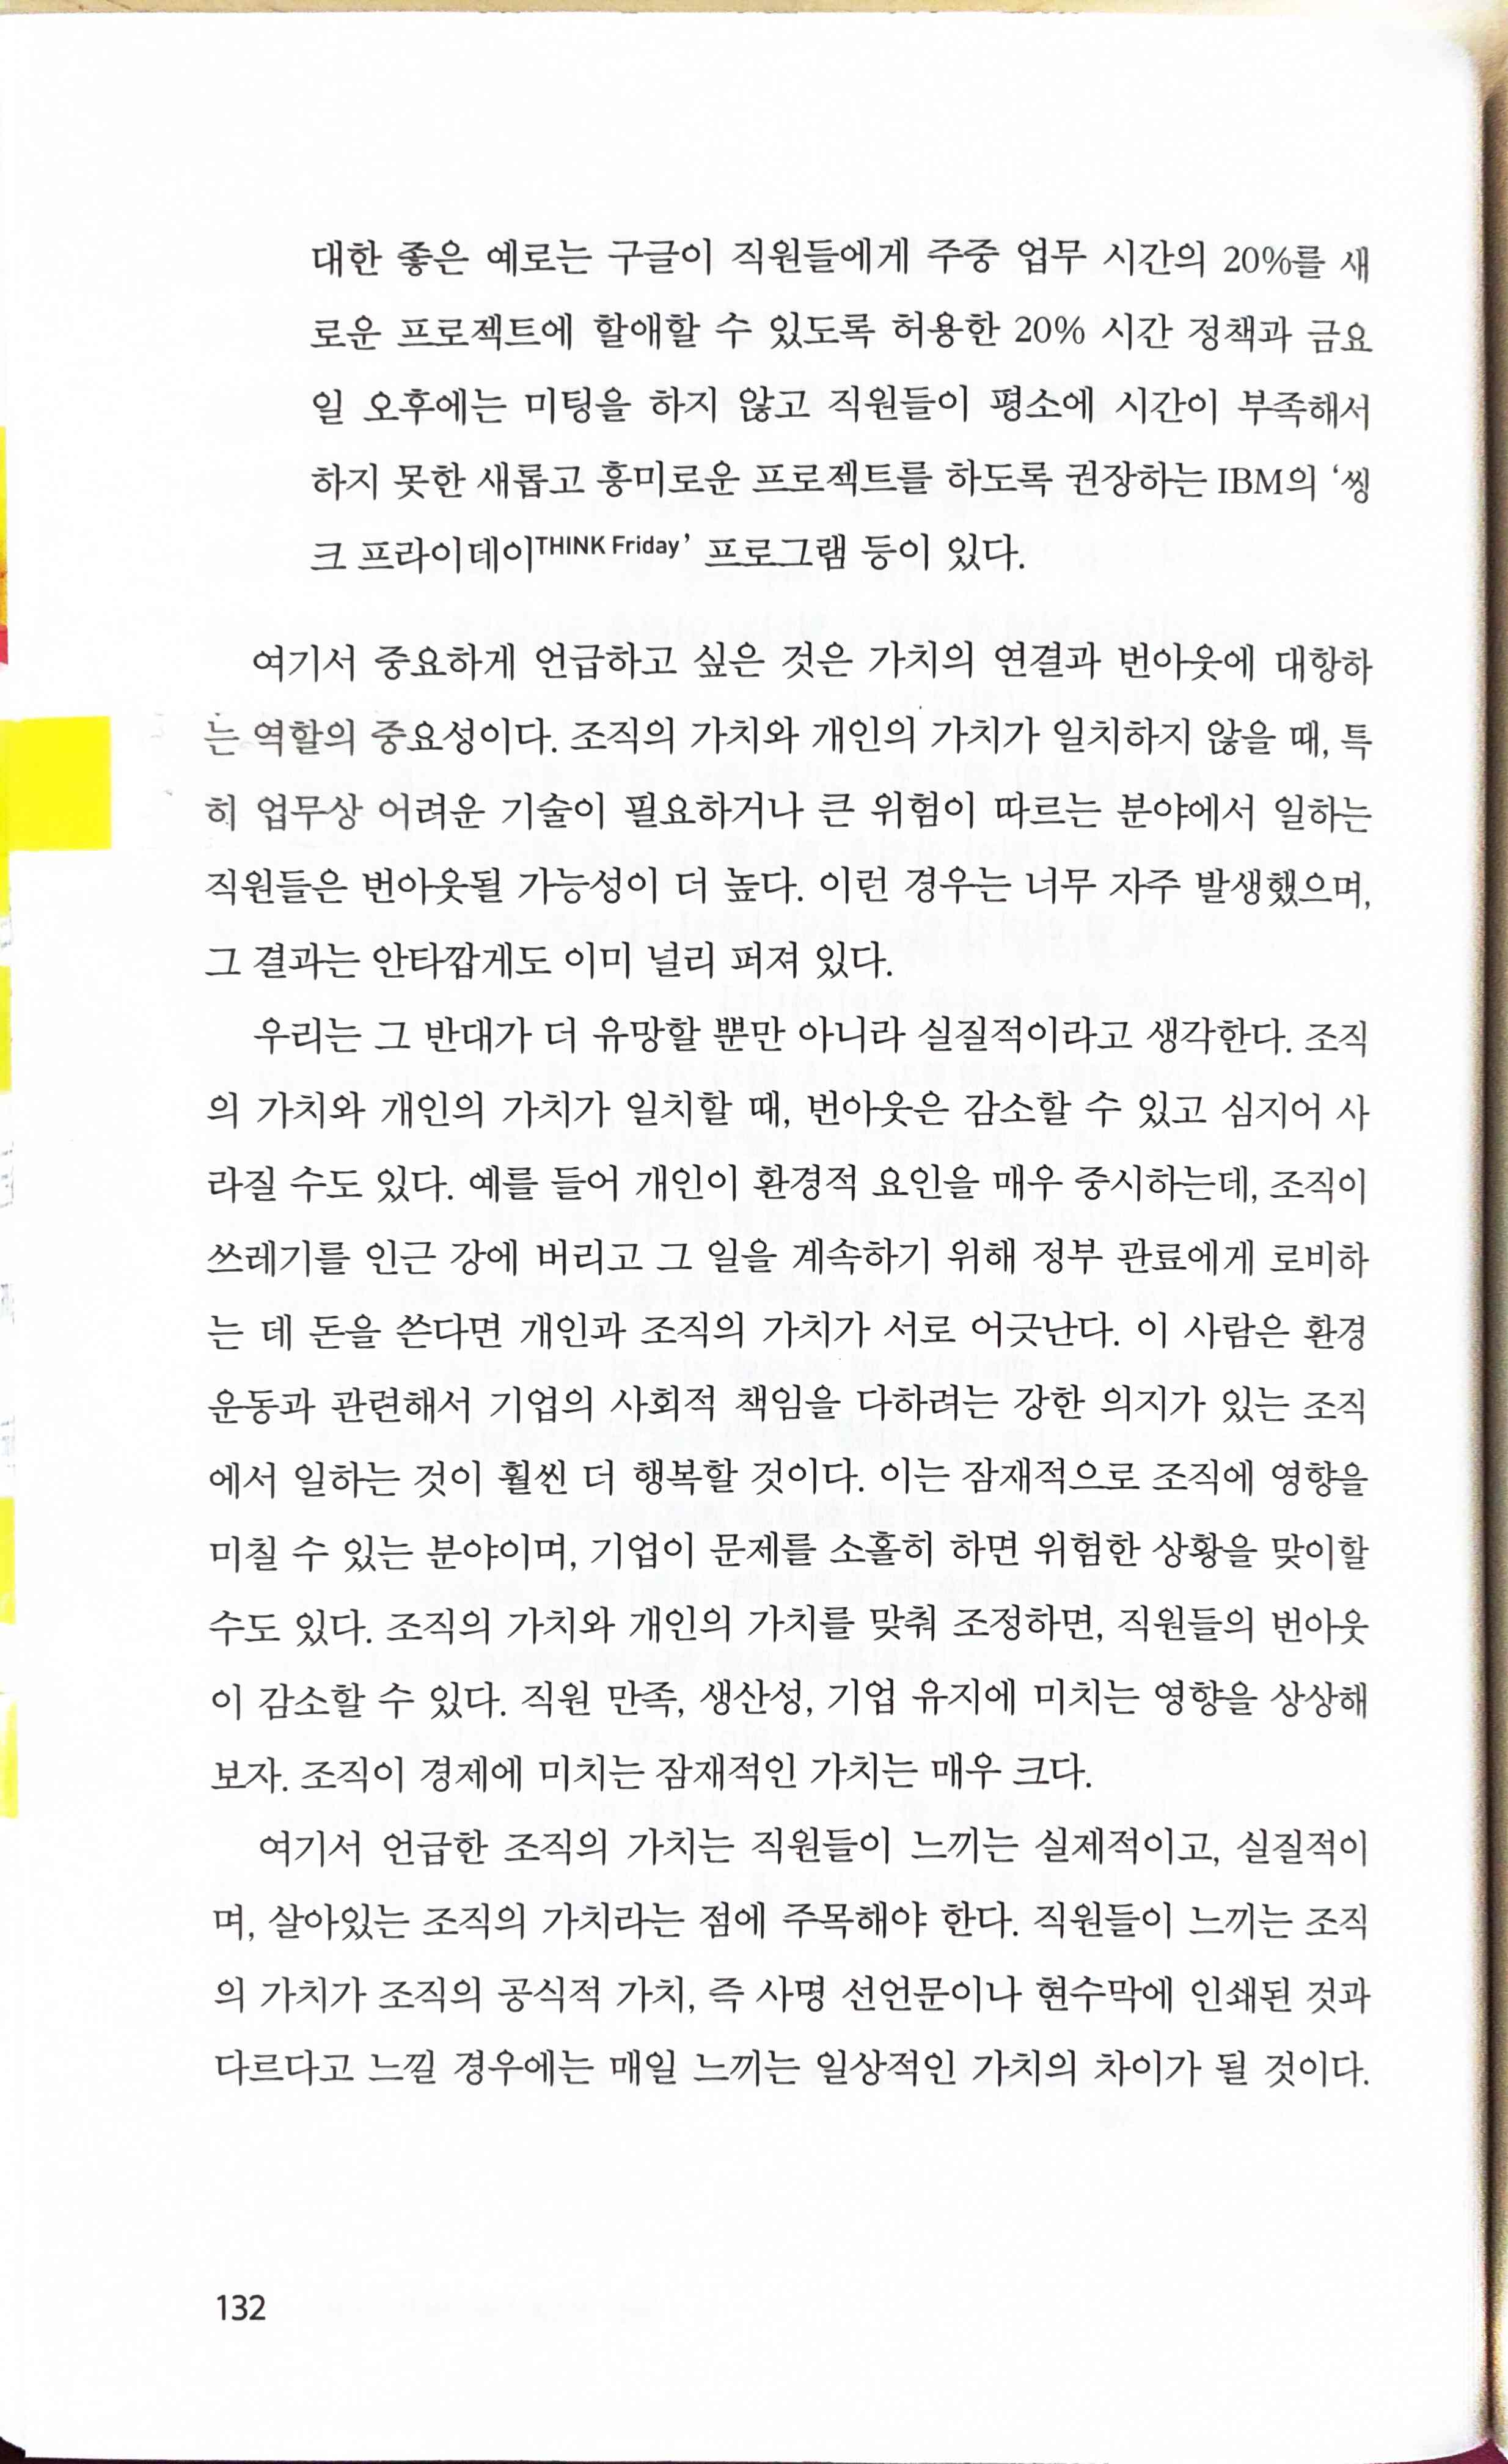 대한 좋은 예로는 구글이 직원들에게 주중 업무 시간의 20%를 새
로운 프로젝트에 할애할 수 있도록 허용한 20% 시간 정책과 금요
일 오후에는 미팅을 하지 않고 직원들이 평소에 시간이 부족해서
하지 못한 새롭고 흥미로운 프로젝트를 하도록 권장하는 IBM의 ‘씽
크 프라이데이THINK Friday’ 프로그램 등이 있다.
여기서 중요하게 언급하고 싶은 것은 가치의 연결과 번아웃에 대항하
는 역할의 중요성이다. 조직의 가치와 개인의 가치가 일치하지 않을 때, 특
히 업무상 어려운 기술이 필요하거나 큰 위험이 따르는 분야에서 일하는
직원들은 번아웃될 가능성이 더 높다. 이런 경우는 너무 자주 발생했으며,
그 결과는 안타깝게도 이미 널리 퍼져 있다.
우리는 그 반대가 더 유망할 뿐만 아니라 실질적이라고 생각한다. 조직
의 가치와 개인의 가치가 일치할 때, 번아웃은 감소할 수 있고 심지어 사
라질 수도 있다. 예를 들어 개인이 환경적 요인을 매우 중시하는데, 조직이
쓰레기를 인근 강에 버리고 그 일을 계속하기 위해 정부 관료에게 로비하
는 데 돈을 쓴다면 개인과 조직의 가치가 서로 어긋난다. 이 사람은 환경
운동과 관련해서 기업의 사회적 책임을 다하려는 강한 의지가 있는 조직
에서 일하는 것이 훨씬 더 행복할 것이다. 이는 잠재적으로 조직에 영향을
미칠 수 있는 분야이며, 기업이 문제를 소홀히 하면 위험한 상황을 맞이할
수도 있다. 조직의 가치와 개인의 가치를 맞춰 조정하면, 직원들의 번아웃
이 감소할 수 있다. 직원 만족, 생산성, 기업 유지에 미치는 영향을 상상해
보자. 조직이 경제에 미치는 잠재적인 가치는 매우 크다.
여기서 언급한 조직의 가치는 직원들이 느끼는 실제적이고, 실질적이
며, 살아있는 조직의 가치라는 점에 주목해야 한다. 직원들이 느끼는 조직
의 가치가 조직의 공식적 가치, 즉 사명 선언문이나 현수막에 인쇄된 것과
다르다고 느낄 경우에는 매일 느끼는 일상적인 가치의 차이가 될 것이다.
132